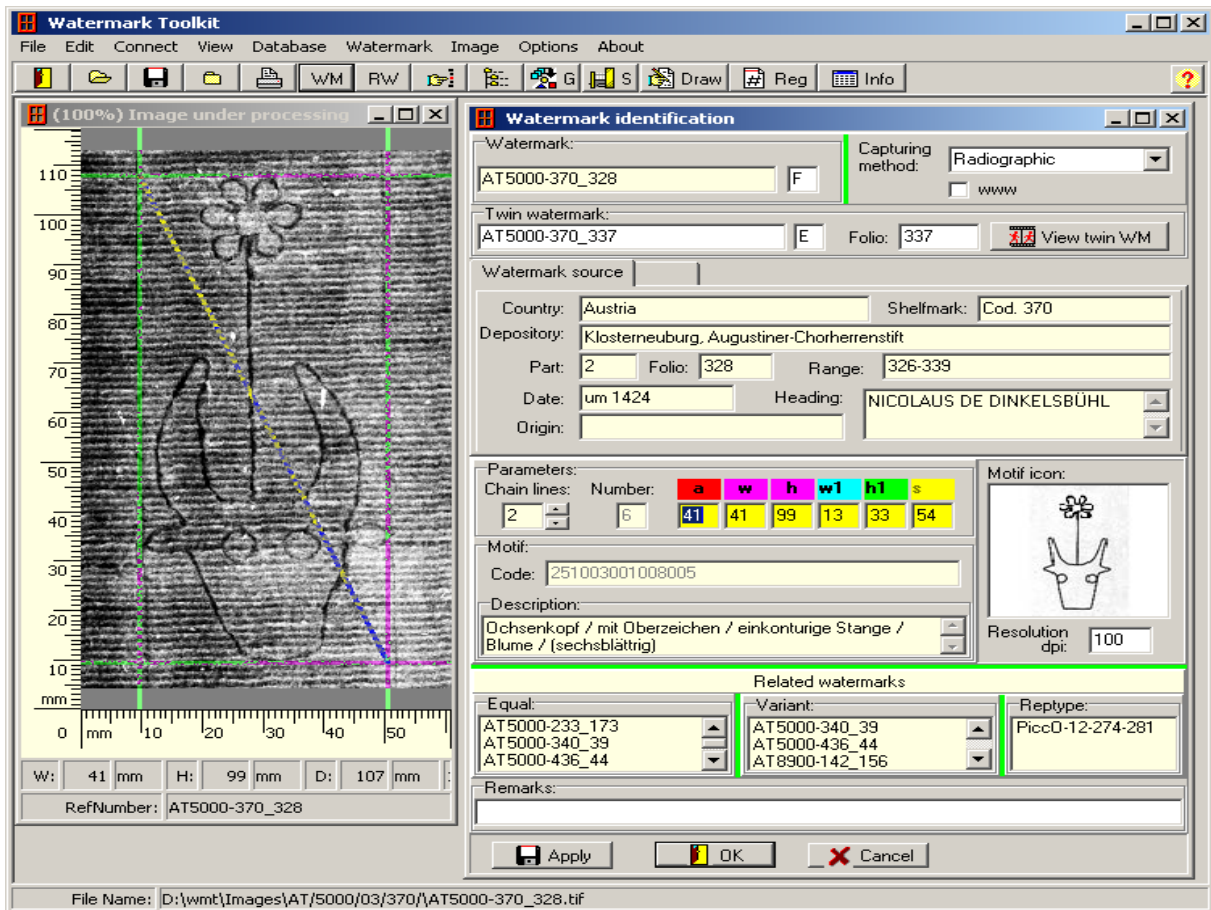 Watermark Toolkit
File Edit Connect View Database Watermark Image Options About
WM RW G S Draw Reg Info ?
(100%) Image under processing
110
100
90
80
70
60
50
40
30
20
10
mm
0 mm 10 20 30 40 50
W: 41 mm H: 99 mm D: 107 mm
RefNumber: AT5000-370_328
Watermark identification
Watermark:
AT5000-370_328 F
Capturing method: Radiographic
www
Twin watermark:
AT5000-370_337 E Folio: 337 View twin WM
Watermark source
Country: Austria Shelfmark: Cod. 370
Depository: Klosterneuburg, Augustiner-Chorherrenstift
Part: 2 Folio: 328 Range: 326-339
Date: um 1424 Heading: NICOLAUS DE DINKELSBÜHL
Origin:
Parameters:
Chain lines: Number: a w h w1 h1 s
2 6 41 41 99 13 33 54
Motif:
Code: 251003001008005
Description:
Ochsenkopf / mit Oberzeichen / einkonturige Stange /
Blume / (sechsblättrig)
Motif icon:
Resolution
dpi: 100
Related watermarks
Equal:
AT5000-233_173
AT5000-340_39
AT5000-436_44
Variant:
AT5000-340_39
AT5000-436_44
AT8900-142_156
Reptype:
PiccO-12-274-281
Remarks:
Apply OK Cancel
File Name: D:\wmt\Images\AT/5000/03/370/\AT5000-370_328.tif